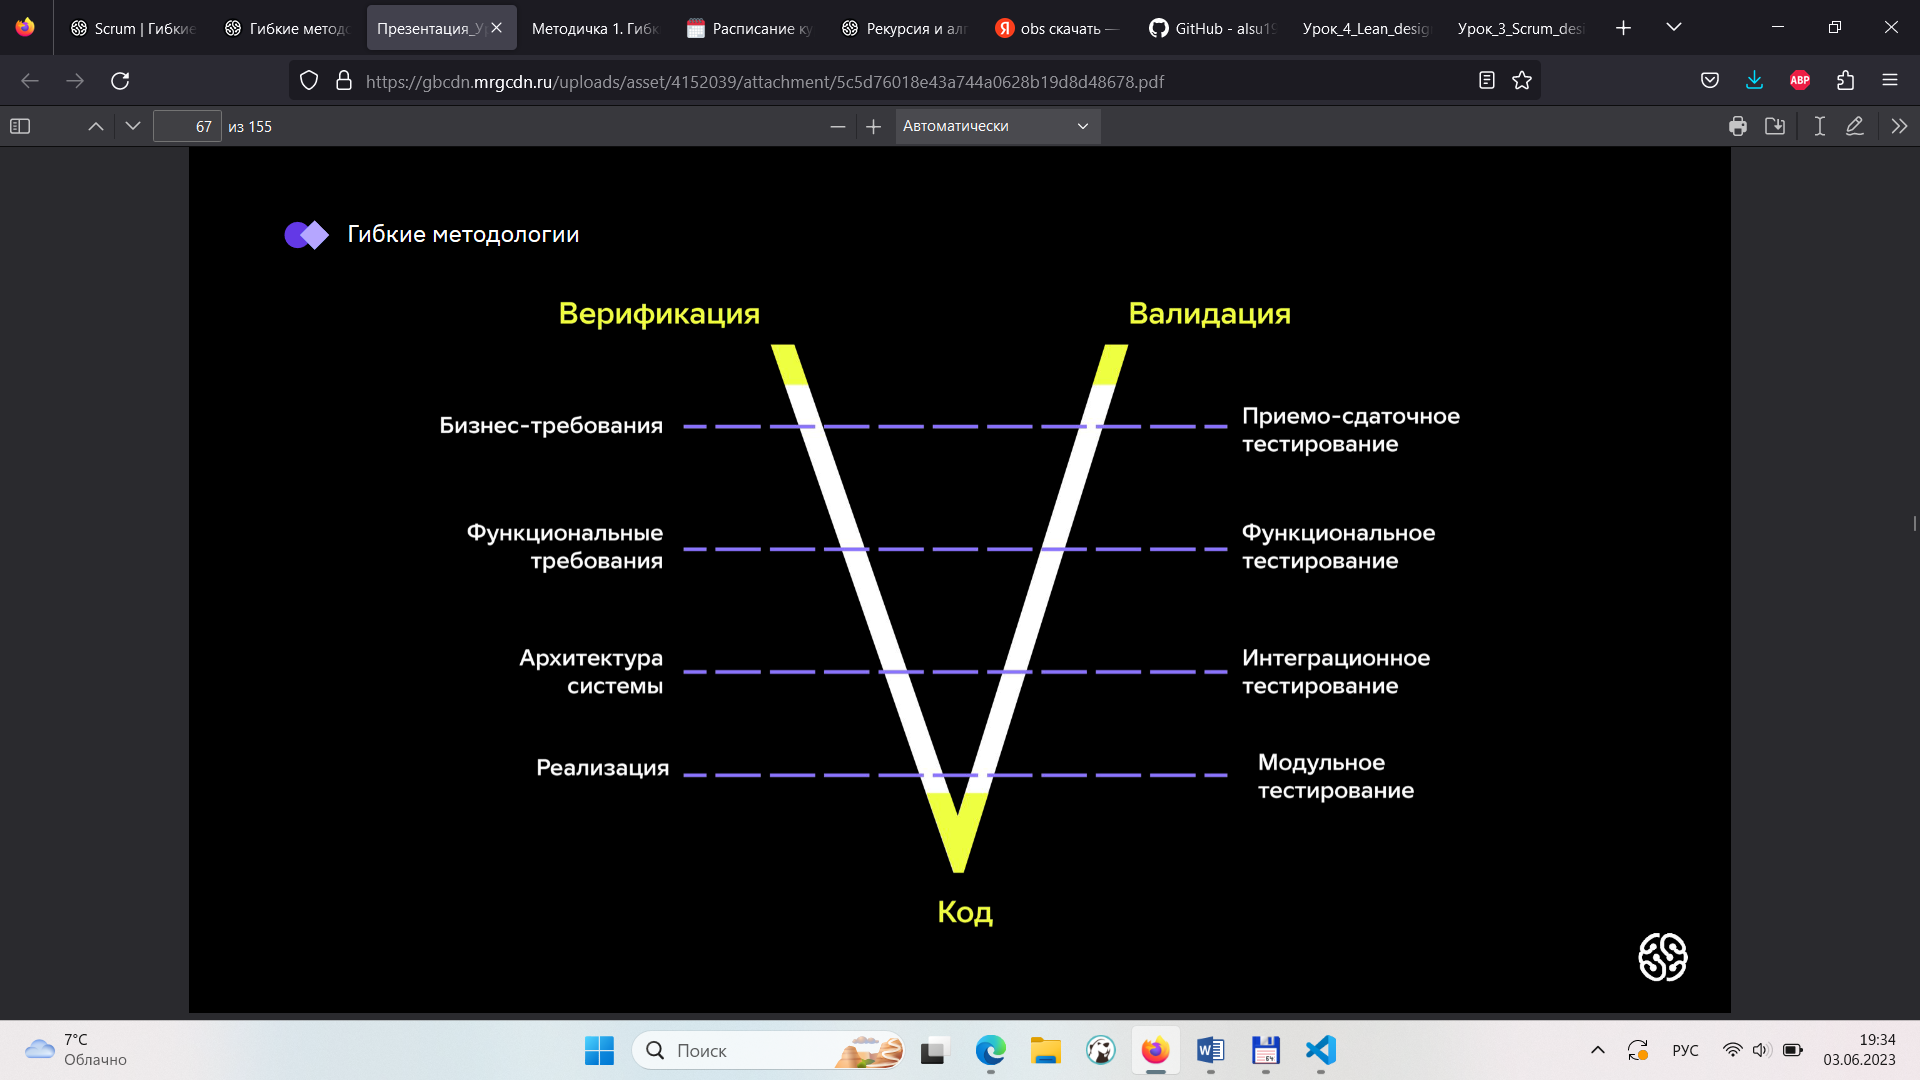 Scrum | Гибкие
Гибкие метод
Презентация_У
Методичка 1. Гибк
Расписание ку
Рекурсия и ал
obs скачать —
GitHub - alsu19
Урок_4_Lean_desig
Урок_3_Scrum_desi
https://gbcdn.mrgcdn.ru/uploads/asset/4152039/attachment/5c5d76018e43a744a0628b19d8d48678.pdf
ABP
67 из 155
Автоматически
Гибкие методологии
Верификация
Валидация
Бизнес-требования
Приемо-сдаточное
тестирование
Функциональные
требования
Функциональное
тестирование
Архитектура
системы
Интеграционное
тестирование
Реализация
Модульное
тестирование
Код
7°C
Облачно
Поиск
РУС
19:34
03.06.2023